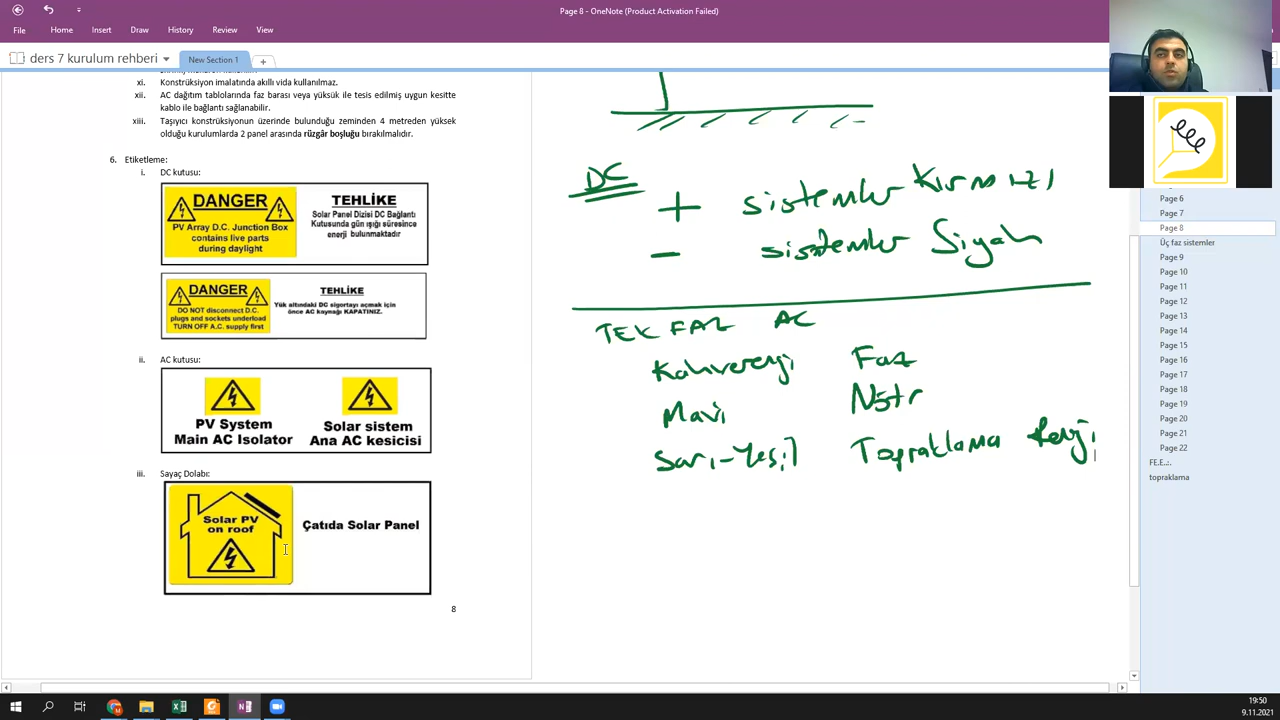 Page 8 - OneNote (Product Activation Failed)
File Home Insert Draw History Review View
ders 7 kurulum rehberi
New Section 1
xi. Konstrüksiyon imalatında akıllı vida kullanılmaz.
xii. AC dağıtım tablolarında faz barası veya yüksük ile tesis edilmiş uygun kesitte
kablo ile bağlantı sağlanabilir.
xiii. Taşıyıcı konstrüksiyonun üzerinde bulunduğu zeminden 4 metreden yüksek
olduğu kurulumlarda 2 panel arasında rüzgâr boşluğu bırakılmalıdır.
6. Etiketleme:
i. DC kutusu:
DANGER
PV Array D.C. Junction Box
contains live parts
during daylight
TEHLİKE
Solar Panel Dizisi DC Bağlantı
Kutusunda gün ışığı süresince
enerji bulunmaktadır
DANGER
DO NOT disconnect D.C.
plugs and sockets underload
TURN OFF A.C. supply first
TEHLİKE
Yük altındaki DC sigortayı açmak için
önce AC kaynağı KAPATINIZ.
ii. AC kutusu:
PV System
Main AC Isolator
Solar sistem
Ana AC kesicisi
iii. Sayaç Dolabı:
Solar PV
on roof
Çatıda Solar Panel
8
DC
+ sistemler Kırmızı
- sistemler Siyah
TEK FAZ AC
Kahverengi Faz
Mavi Nötr
Sarı-Yeşil Topraklama Rengi
Page 6
Page 7
Page 8
Üç faz sistemler
Page 9
Page 10
Page 11
Page 12
Page 13
Page 14
Page 15
Page 16
Page 17
Page 18
Page 19
Page 20
Page 21
Page 22
FE.E..:.
topraklama
19:50
9.11.2021